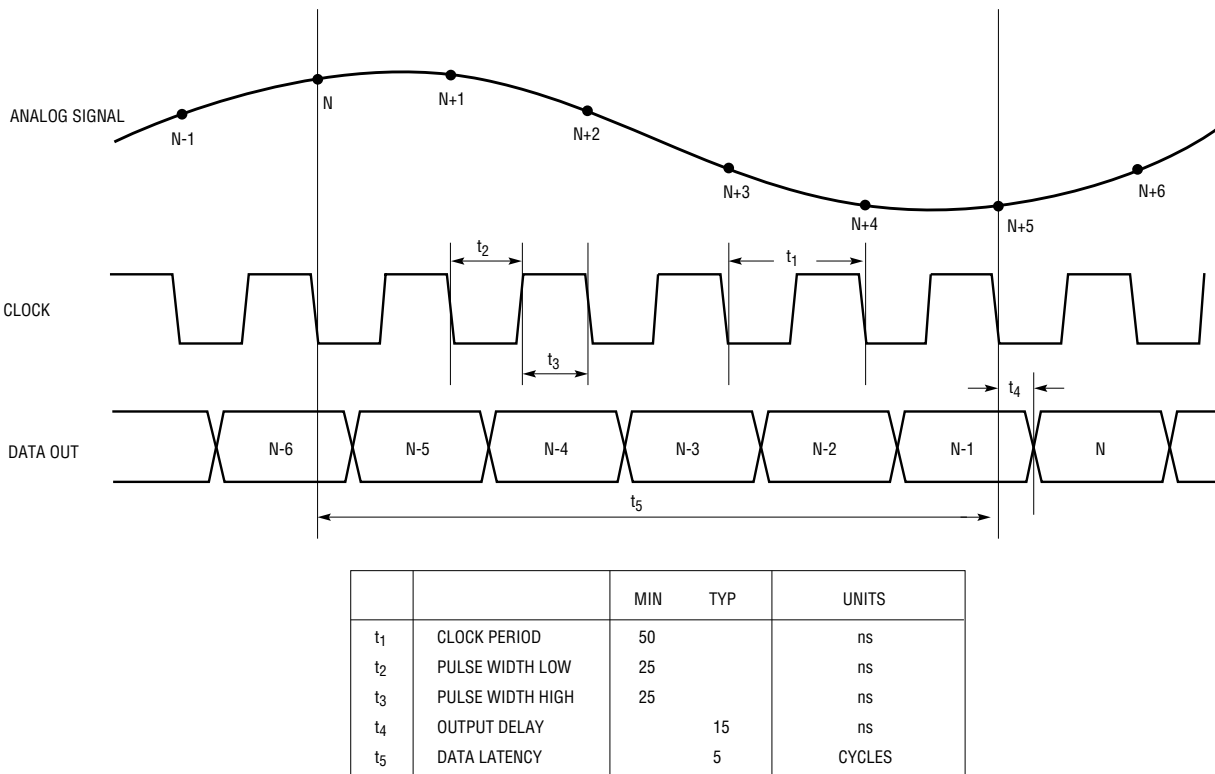 ANALOG SIGNAL
N-1
N
N+1
N+2
N+3
N+4
N+5
N+6
CLOCK
t2
t3
t1
t4
DATA OUT
N-6 N-5 N-4 N-3 N-2 N-1 N
t5
MIN TYP UNITS
t1 CLOCK PERIOD 50 ns
t2 PULSE WIDTH LOW 25 ns
t3 PULSE WIDTH HIGH 25 ns
t4 OUTPUT DELAY 15 ns
t5 DATA LATENCY 5 CYCLES